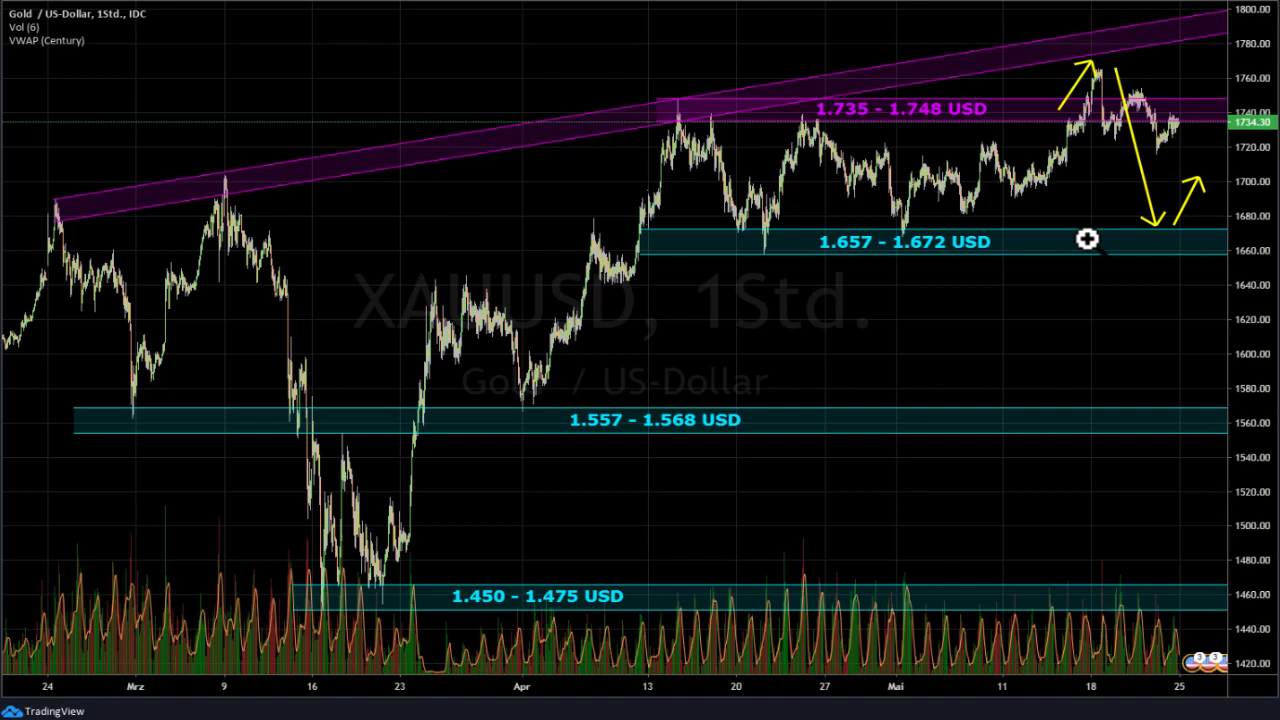 Gold / US-Dollar, 1Std., IDC
Vol (6)
VWAP (Century)
1800.00
1780.00
1760.00
1740.00
1734.30
1720.00
1700.00
1680.00
1660.00
1640.00
1620.00
1600.00
1580.00
1560.00
1540.00
1520.00
1500.00
1480.00
1460.00
1440.00
1420.00
1.735 - 1.748 USD
1.657 - 1.672 USD
XAUUSD, 1Std.
Gold / US-Dollar
1.557 - 1.568 USD
1.450 - 1.475 USD
3 3
24 Mrz 9 16 23 Apr 13 20 27 Mai 11 18 25
TradingView